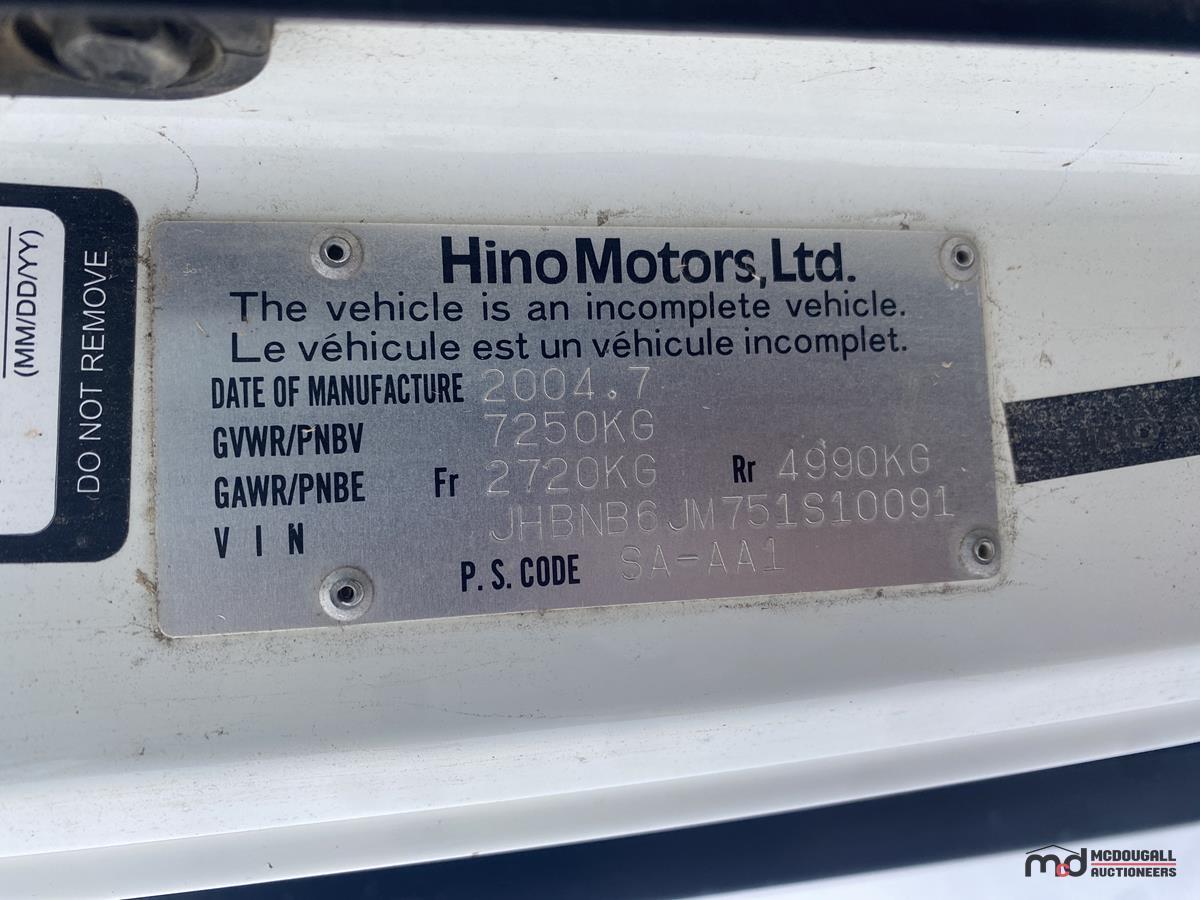 (MM/DD/YY)
DO NOT REMOVE
Hino Motors, Ltd.
The vehicle is an incomplete vehicle.
Le véhicule est un véhicule incomplet.
DATE OF MANUFACTURE 2004.7
GVWR/PNBV 7250KG
GAWR/PNBE Fr 2720KG Rr 4990KG
VIN JHBNB6JM751S10091
P.S. CODE SA-AA1
mcd MCDOUGALL
AUCTIONEERS